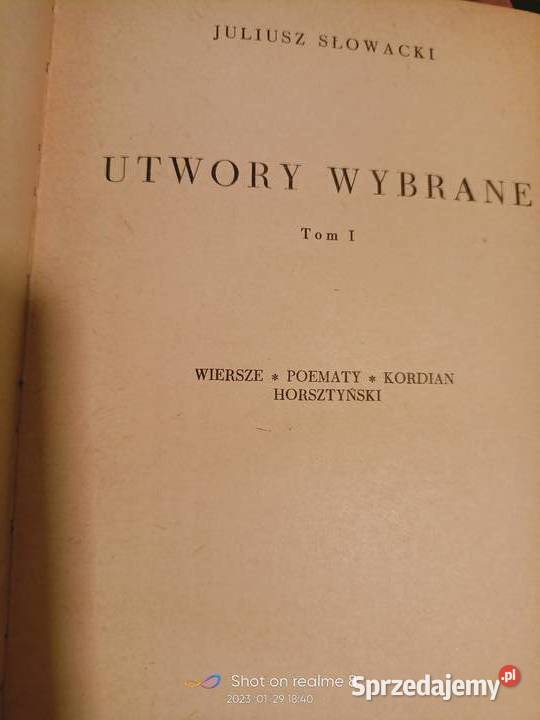 JULIUSZ SŁOWACKI
UTWORY WYBRANE
Tom I
WIERSZE * POEMATY * KORDIAN
HORSZTYŃSKI
Shot on realme 8
2023/01/29 18:40
Sprzedajemy.pl